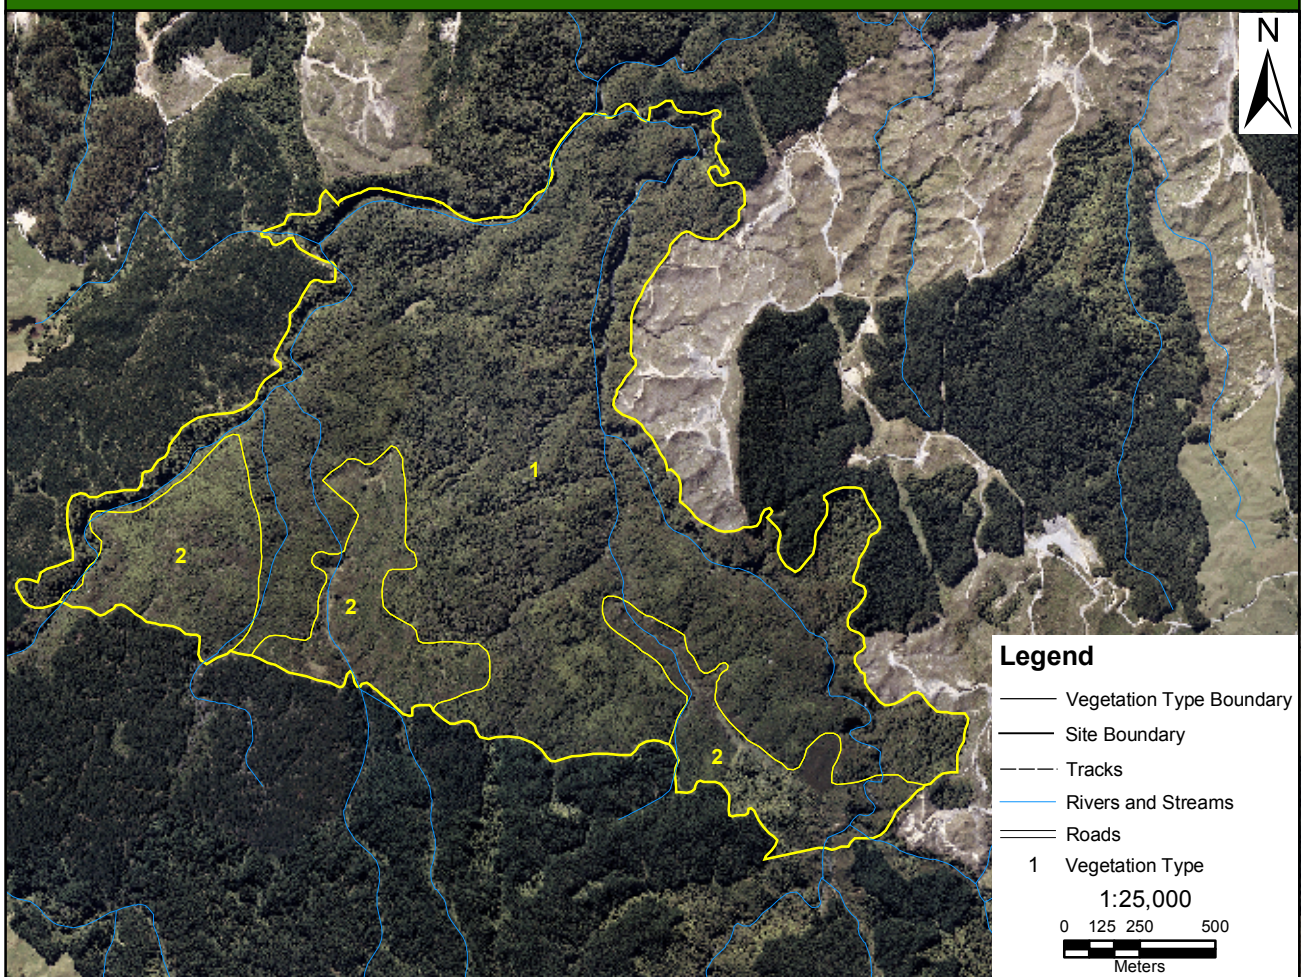 N
1
2
2
2
Legend
Vegetation Type Boundary
Site Boundary
Tracks
Rivers and Streams
Roads
1 Vegetation Type
1:25,000
0 125 250 500
Meters